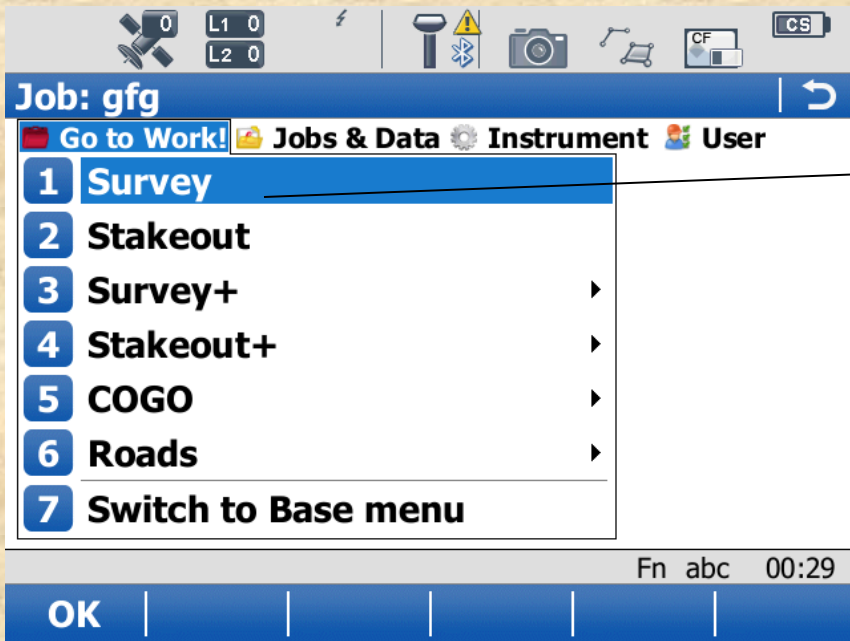 0 L1 0
L2 0
CF
CS
Job: gfg
Go to Work! Jobs & Data Instrument User
1 Survey
2 Stakeout
3 Survey+
4 Stakeout+
5 COGO
6 Roads
7 Switch to Base menu
Fn abc 00:29
OK